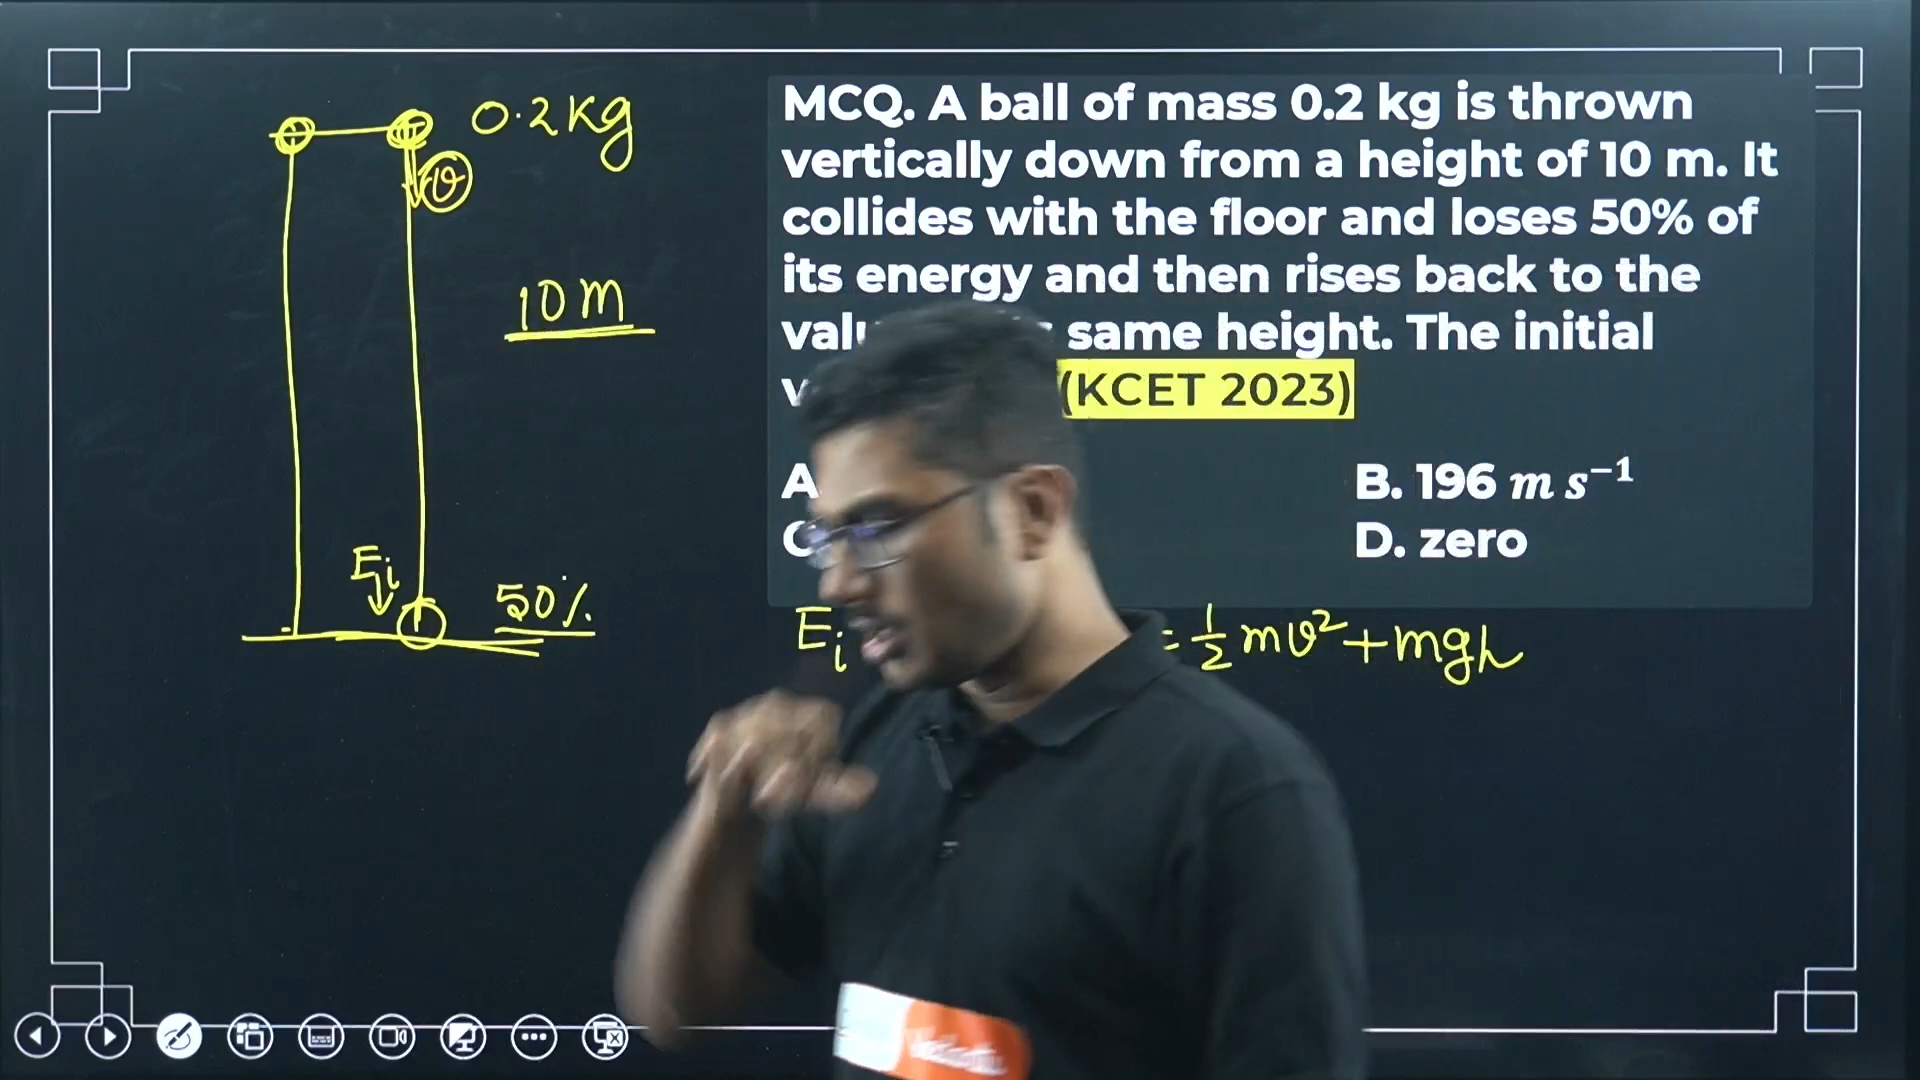 MCQ. A ball of mass 0.2 kg is thrown
vertically down from a height of 10 m. It
collides with the floor and loses 50% of
its energy and then rises back to the
same height. The initial
(KCET 2023)
A
B. 196 m s⁻¹
C
D. zero
0.2 kg
v
10 m
Ei
50%
Ei
= 1/2 mv² + mgh